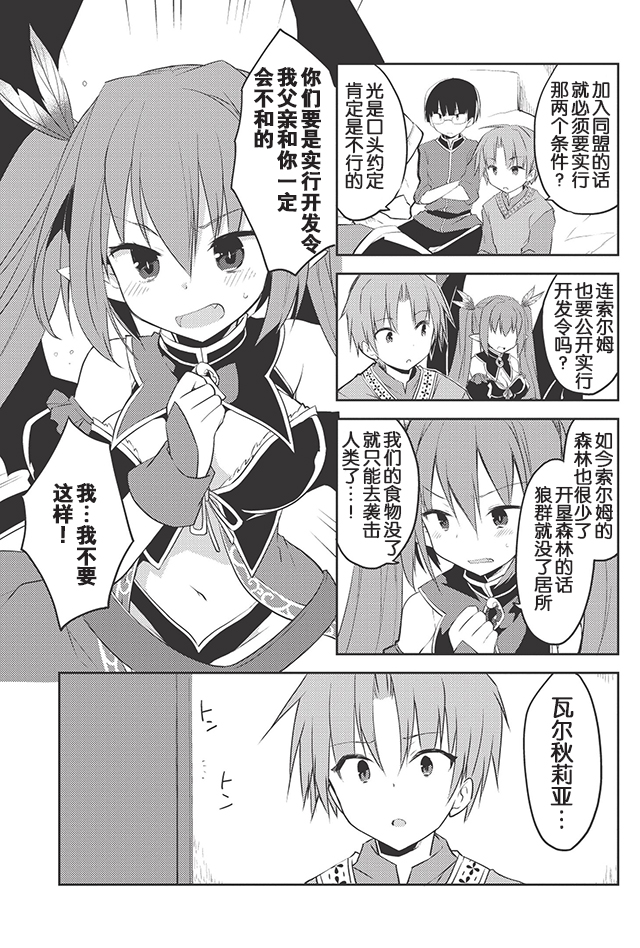 加入同盟的话
就必须要实行
那两个条件？
光是口头约定
肯定是不行的
连索尔姆
也要公开实行
开发令吗？
如今索尔姆的
森林也很少了
开垦森林的话
狼群就没了居所
我们的食物没了
就只能去袭击
人类了…！
你们要是实行开发令
我父亲和你一定
会不和的
我…我不要
这样！
瓦尔秋莉亚…
トン
トン